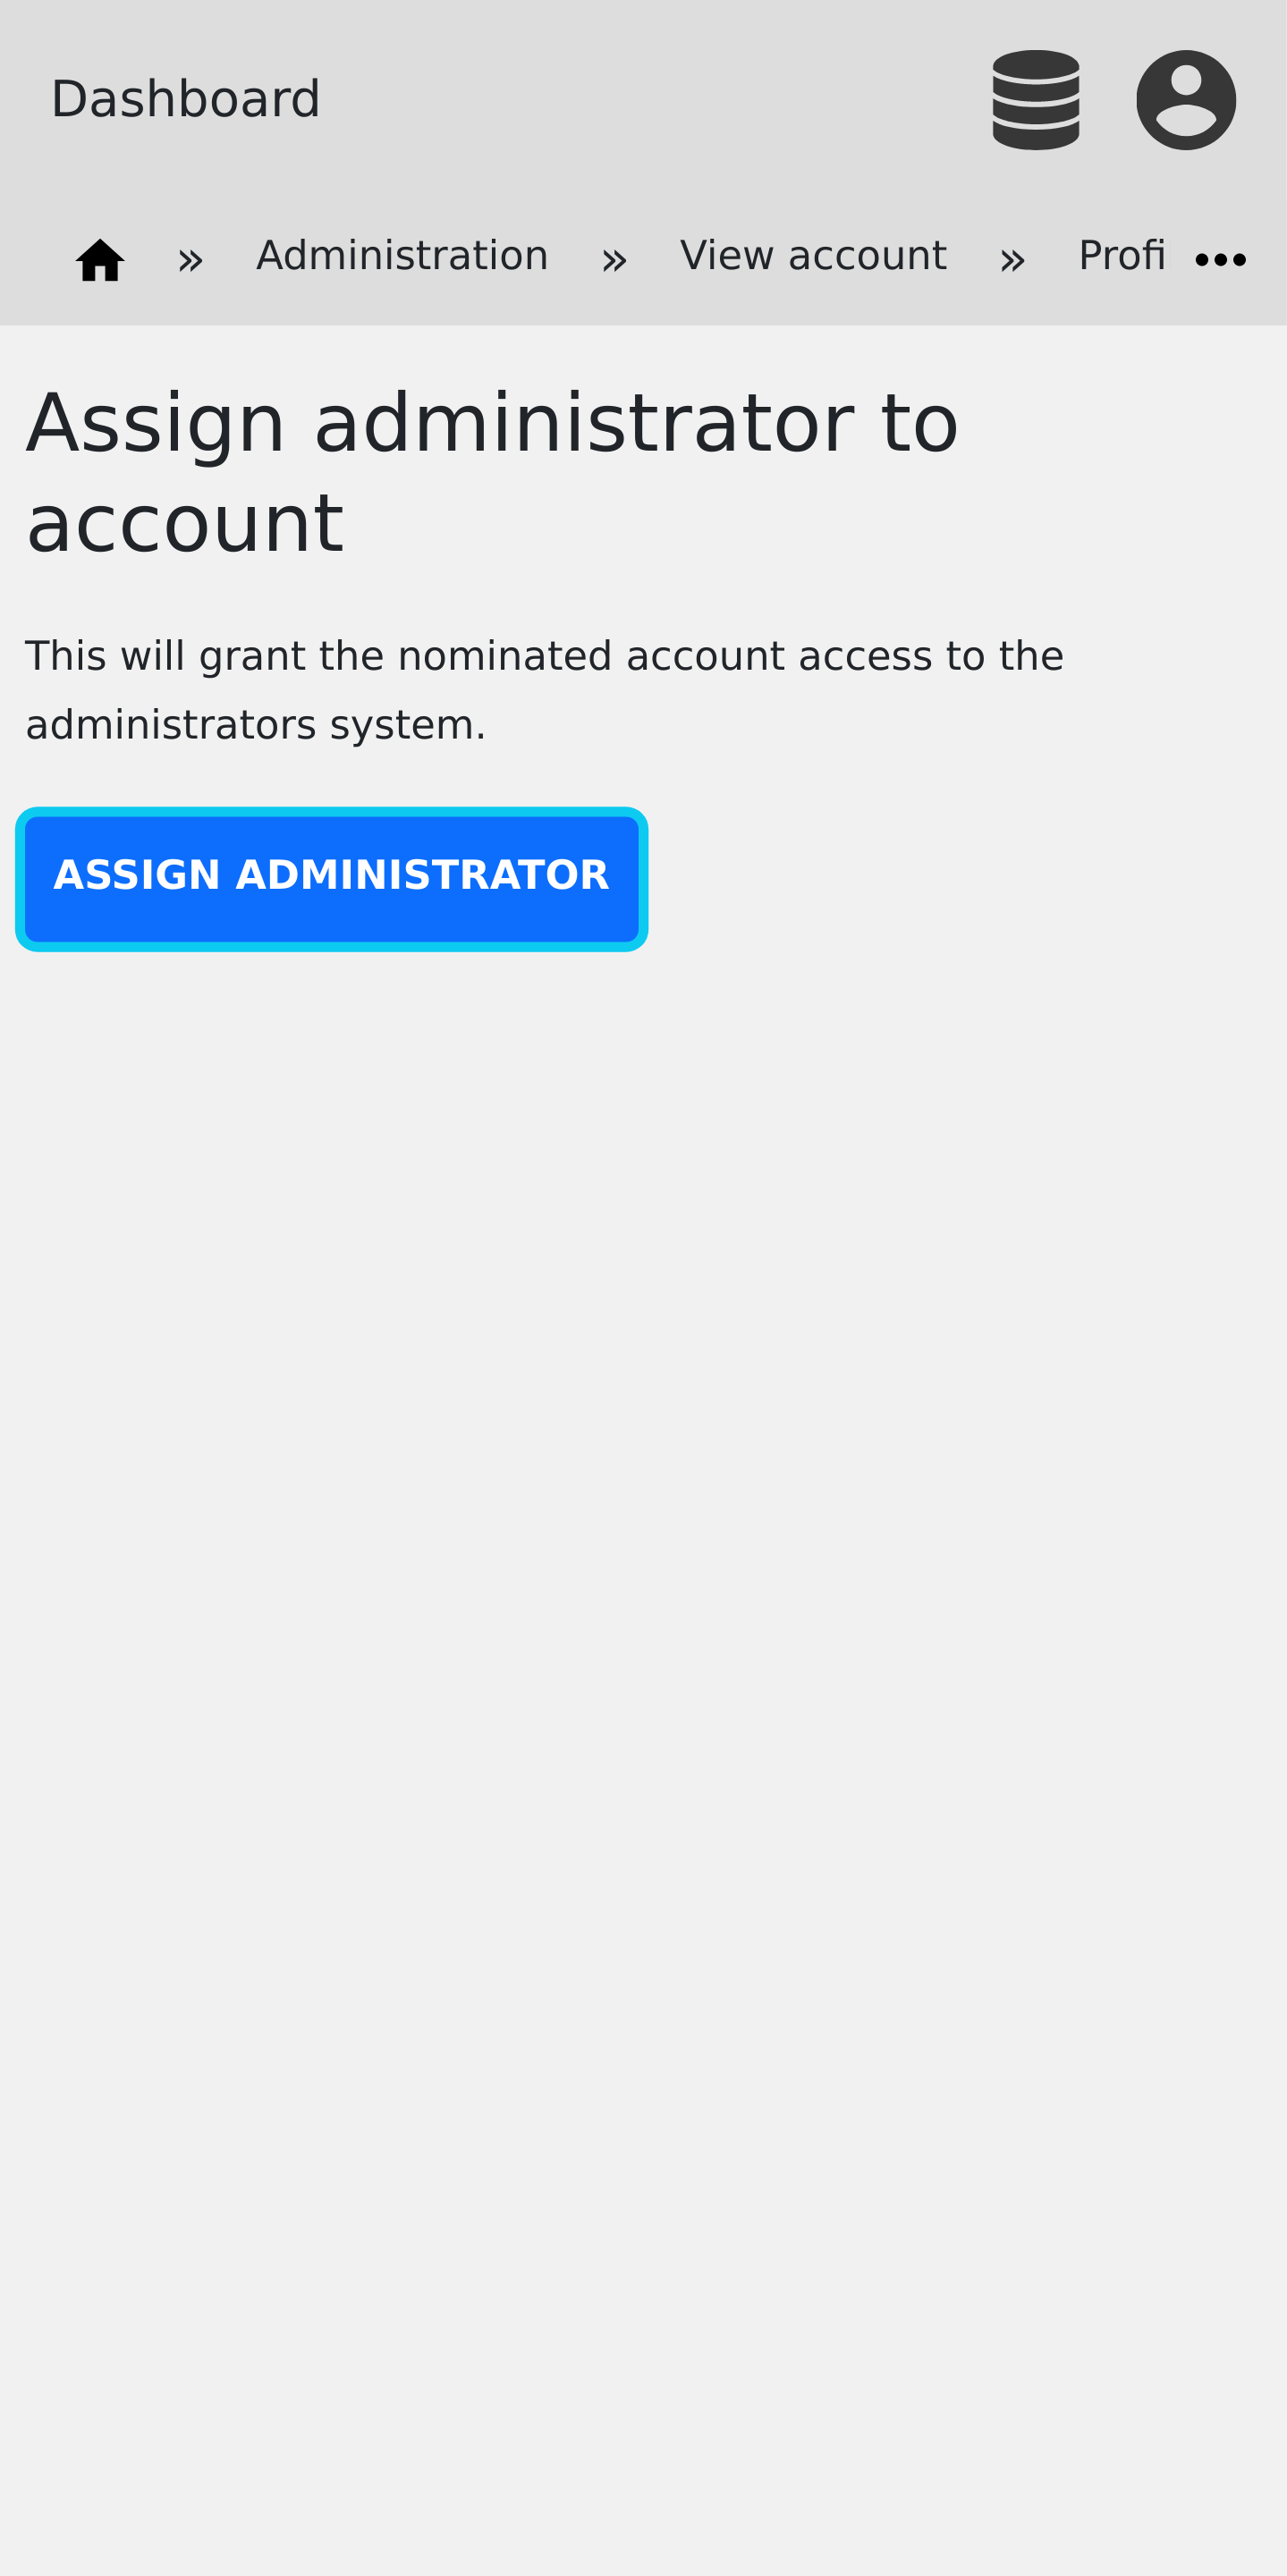 Dashboard
» Administration » View account » Profi •••
Assign administrator to
account
This will grant the nominated account access to the
administrators system.
ASSIGN ADMINISTRATOR